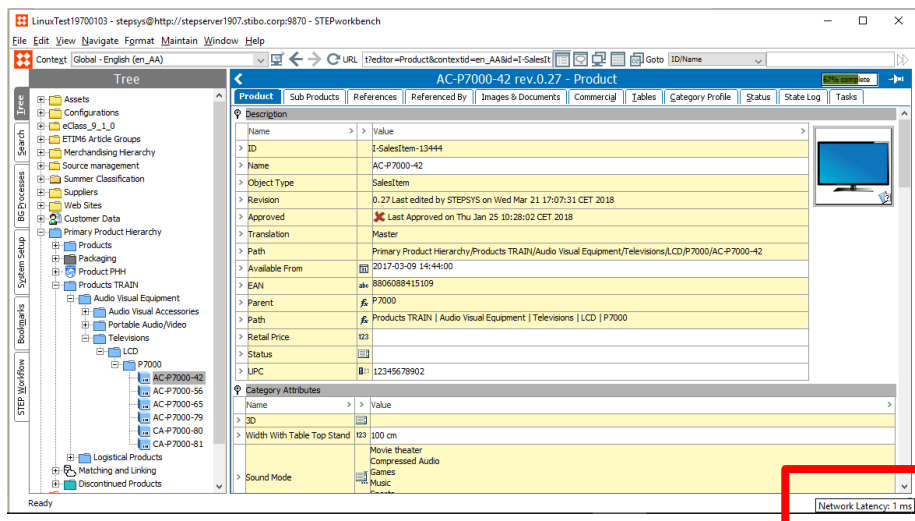 LinuxTest19700103 - stepsys@http://stepserver1907.stibo.corp:9870 - STEPworkbench
File Edit View Navigate Format Maintain Window Help
Context Global - English (en_AA) URL t?editor=Product&contextid=en_AA&id=I-SalesIt Goto ID/Name
Tree
AC-P7000-42 rev.0.27 - Product
67% complete
Product Sub Products References Referenced By Images & Documents Commercial Tables Category Profile Status State Log Tasks
Tree
Search
BG Processes
System Setup
Bookmarks
STEP Workflow
Assets
Configurations
eClass_9_1_0
ETIM6 Article Groups
Merchandising Hierarchy
Source management
Summer Classification
Suppliers
Web Sites
Customer Data
Primary Product Hierarchy
Products
Packaging
Product PHH
Products TRAIN
Audio Visual Equipment
Audio Visual Accessories
Portable Audio/Video
Televisions
LCD
P7000
AC-P7000-42
AC-P7000-56
AC-P7000-65
AC-P7000-79
CA-P7000-80
CA-P7000-81
Logistical Products
Matching and Linking
Discontinued Products
Description
Name > > Value >
> ID I-SalesItem-13444
> Name AC-P7000-42
> Object Type SalesItem
> Revision 0.27 Last edited by STEPSYS on Wed Mar 21 17:07:31 CET 2018
> Approved Last Approved on Thu Jan 25 10:28:02 CET 2018
> Translation Master
> Path Primary Product Hierarchy/Products TRAIN/Audio Visual Equipment/Televisions/LCD/P7000/AC-P7000-42
> Available From 2017-03-09 14:44:00
> EAN abc 8806088415109
> Parent fx P7000
> Path fx Products TRAIN | Audio Visual Equipment | Televisions | LCD | P7000
> Retail Price 123
> Status
> UPC 12345678902
Category Attributes
Name > > Value >
> 3D
> Width With Table Top Stand 123 100 cm
> Sound Mode
Movie theater
Compressed Audio
Games
Music
Ready
Network Latency: 1 ms